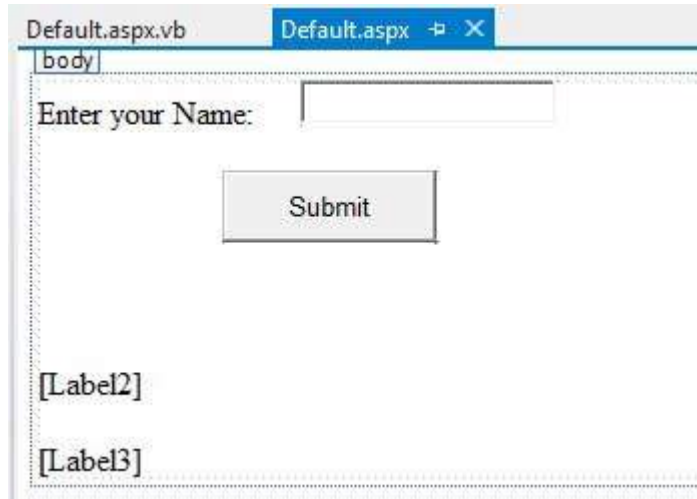 Default.aspx.vb Default.aspx
body
Enter your Name:
Submit
[Label2]
[Label3]